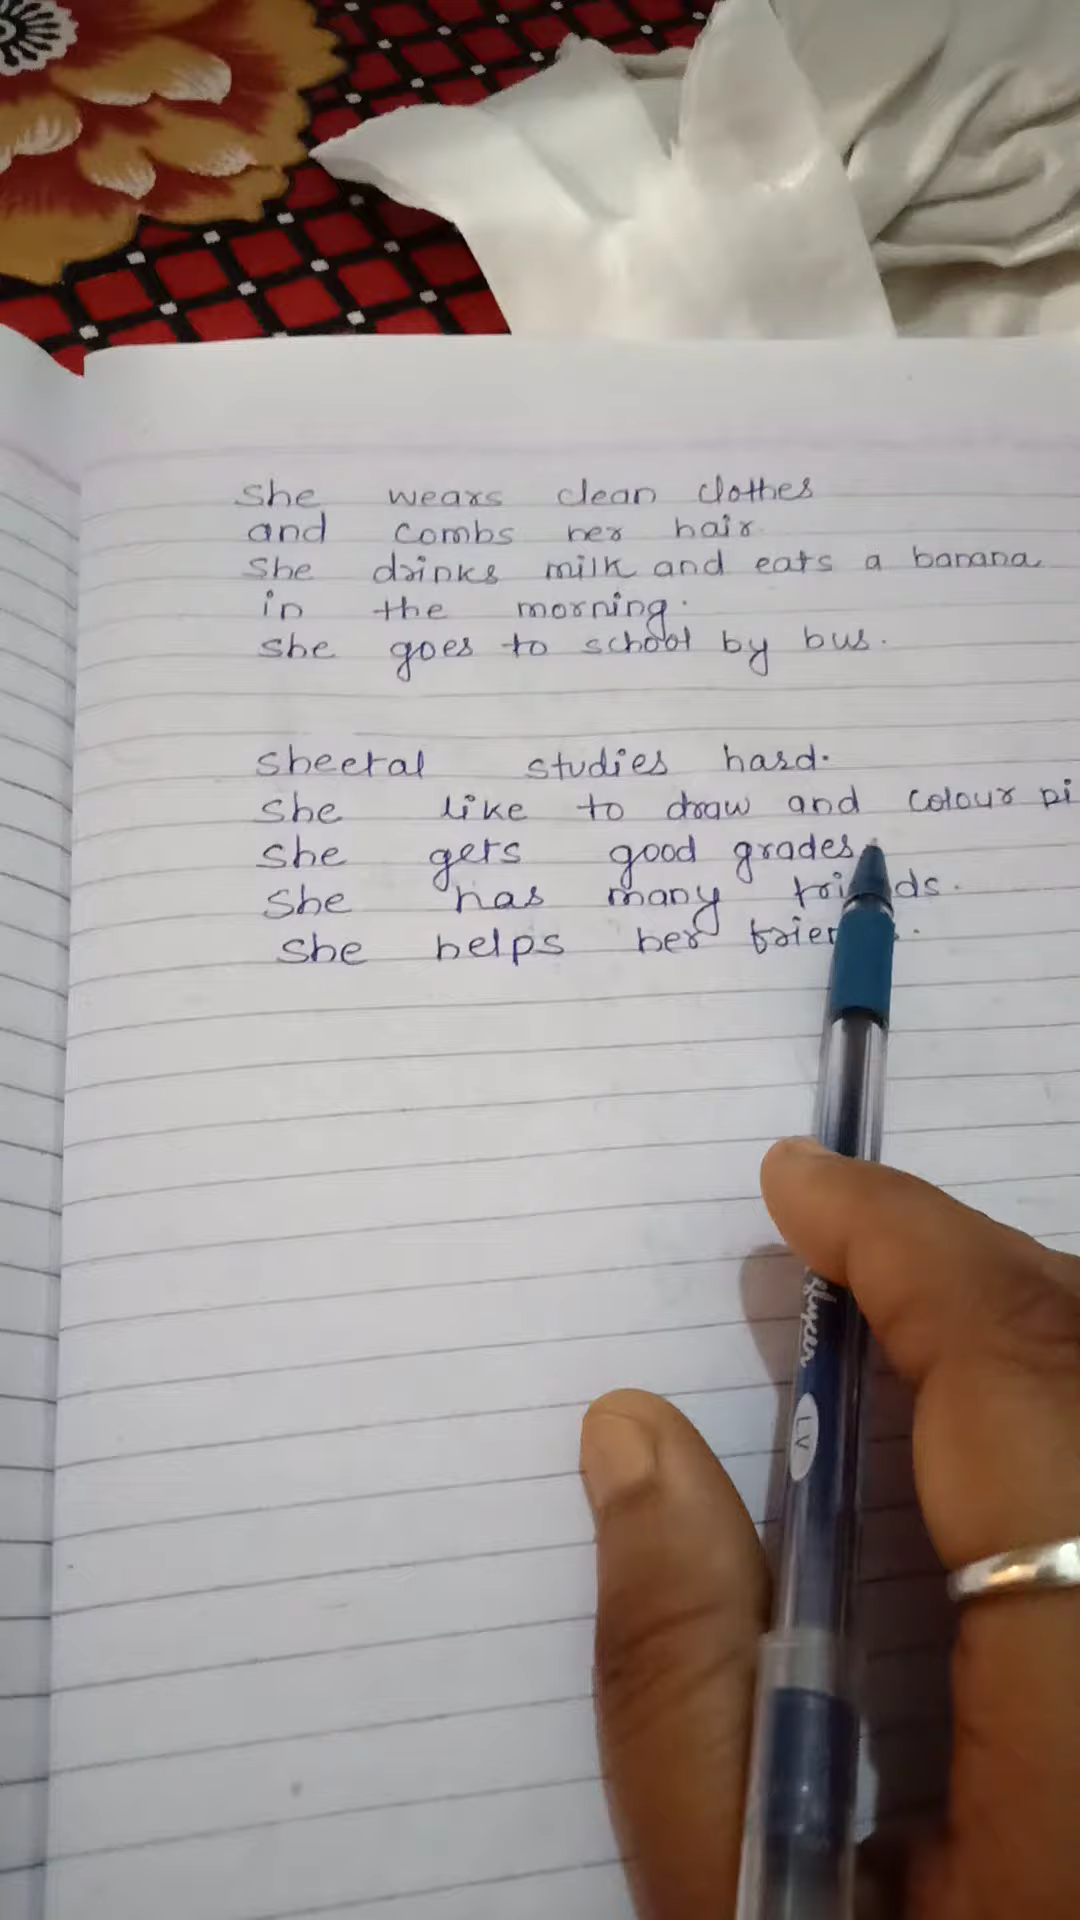 she wears clean clothes
and combs her hair
She drinks milk and eats a banana
in the morning.
she goes to school by bus.
sheetal studies hard.
She like to draw and colour
She gets good grades
She has many
She helps her
LV